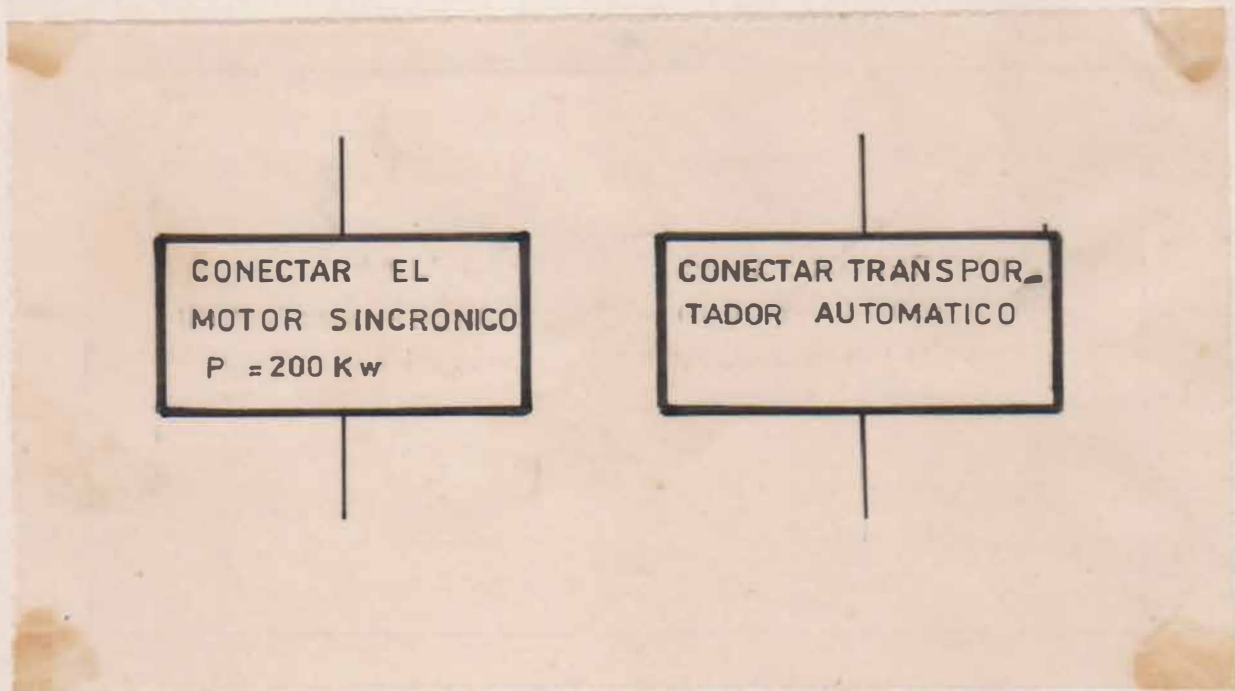 CONECTAR EL
MOTOR SINCRONICO
P = 200 Kw
CONECTAR TRANSPOR-
TADOR AUTOMATICO